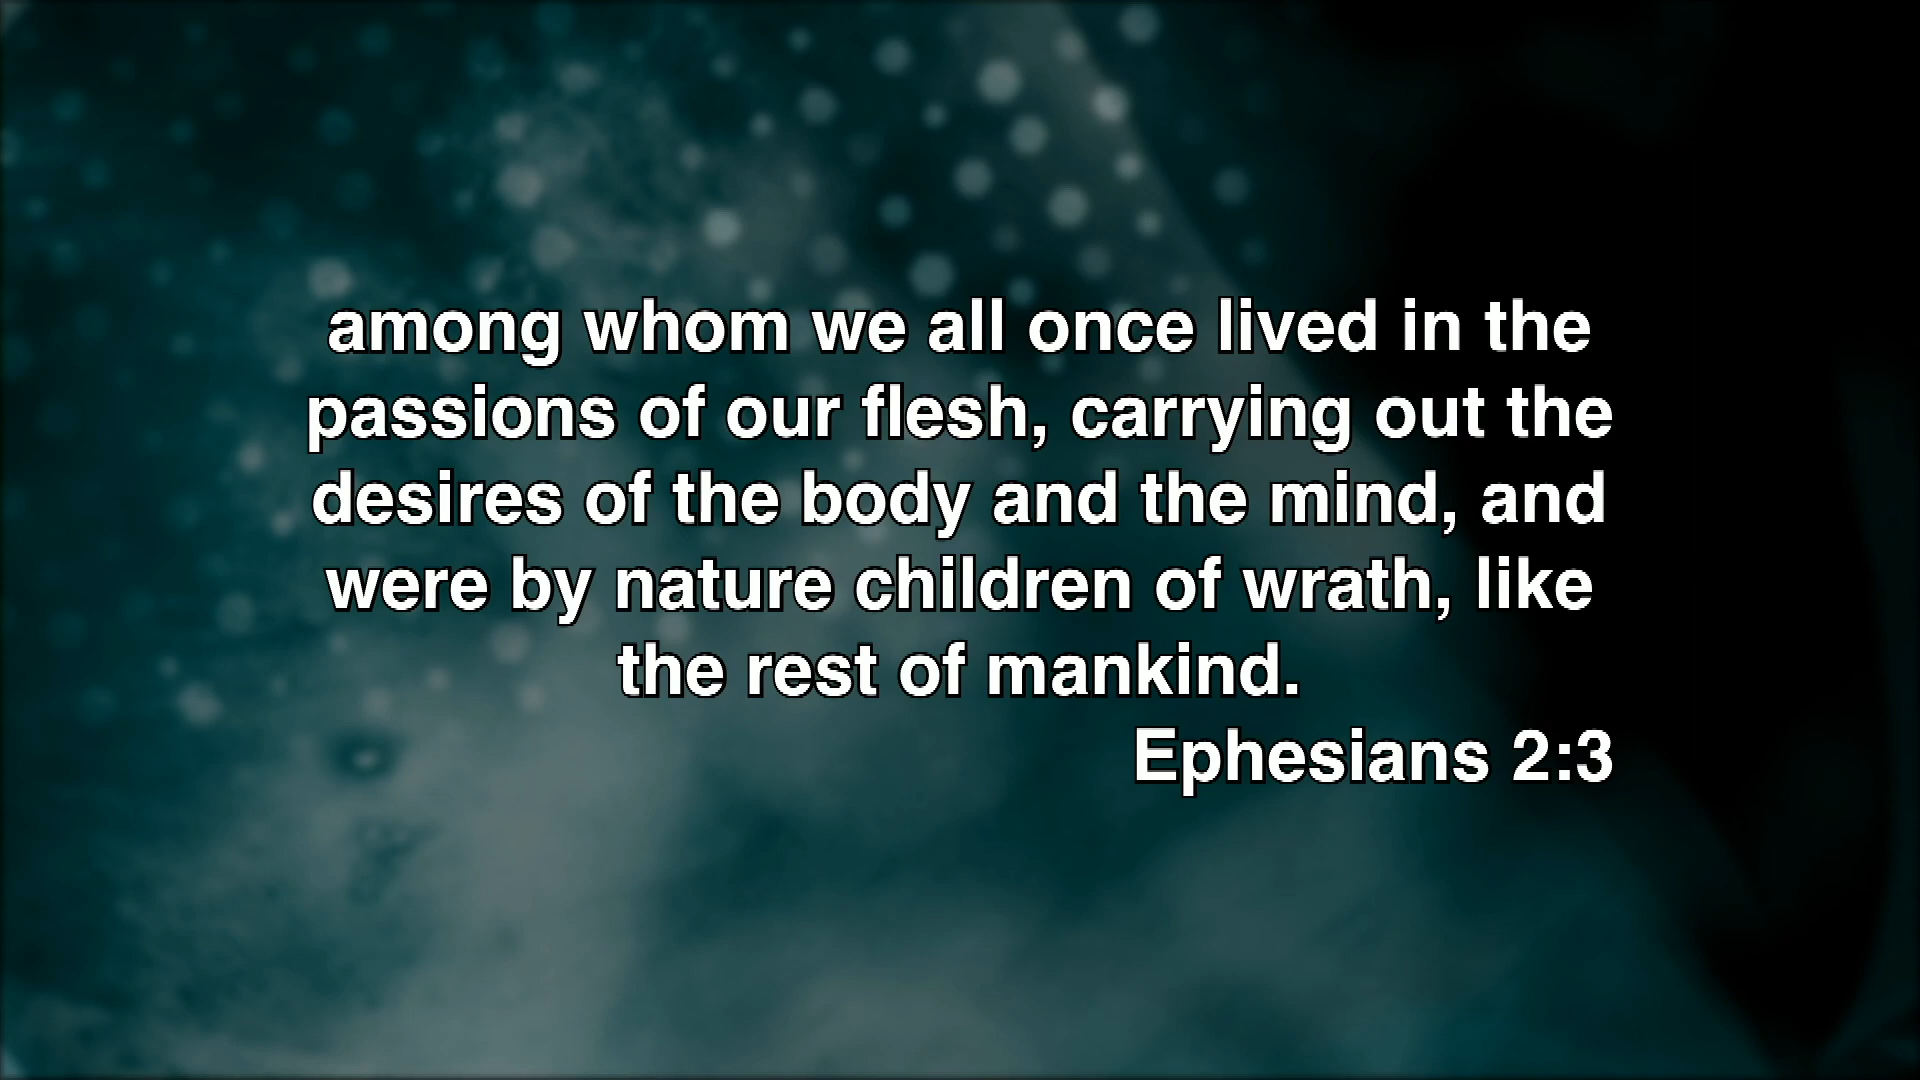 among whom we all once lived in the
passions of our flesh, carrying out the
desires of the body and the mind, and
were by nature children of wrath, like
the rest of mankind.
Ephesians 2:3